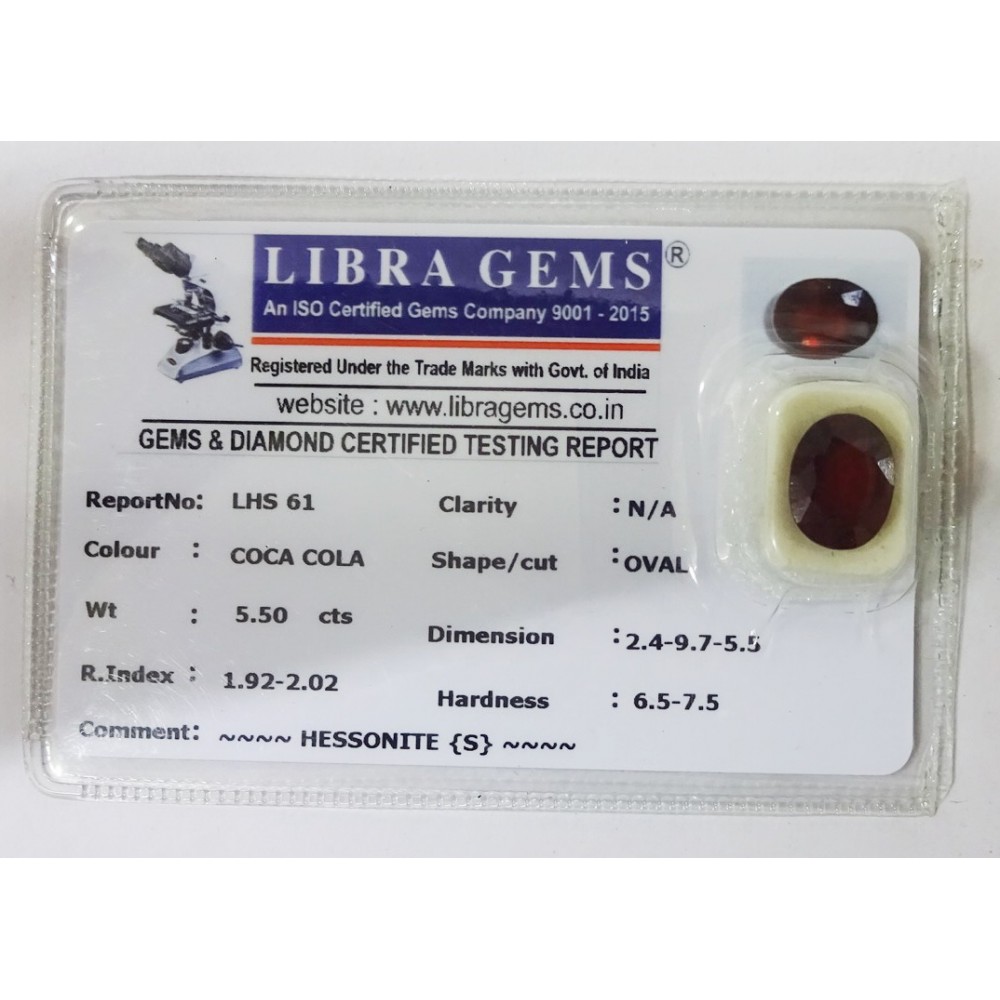 LIBRA GEMS ®
An ISO Certified Gems Company 9001 - 2015
Registered Under the Trade Marks with Govt. of India
website : www.libragems.co.in
GEMS & DIAMOND CERTIFIED TESTING REPORT
ReportNo: LHS 61
Clarity : N/A
Colour : COCA COLA
Shape/cut : OVAL
Wt : 5.50 cts
Dimension : 2.4-9.7-5.5
R.Index : 1.92-2.02
Hardness : 6.5-7.5
Comment: ~~~~ HESSONITE {S} ~~~~